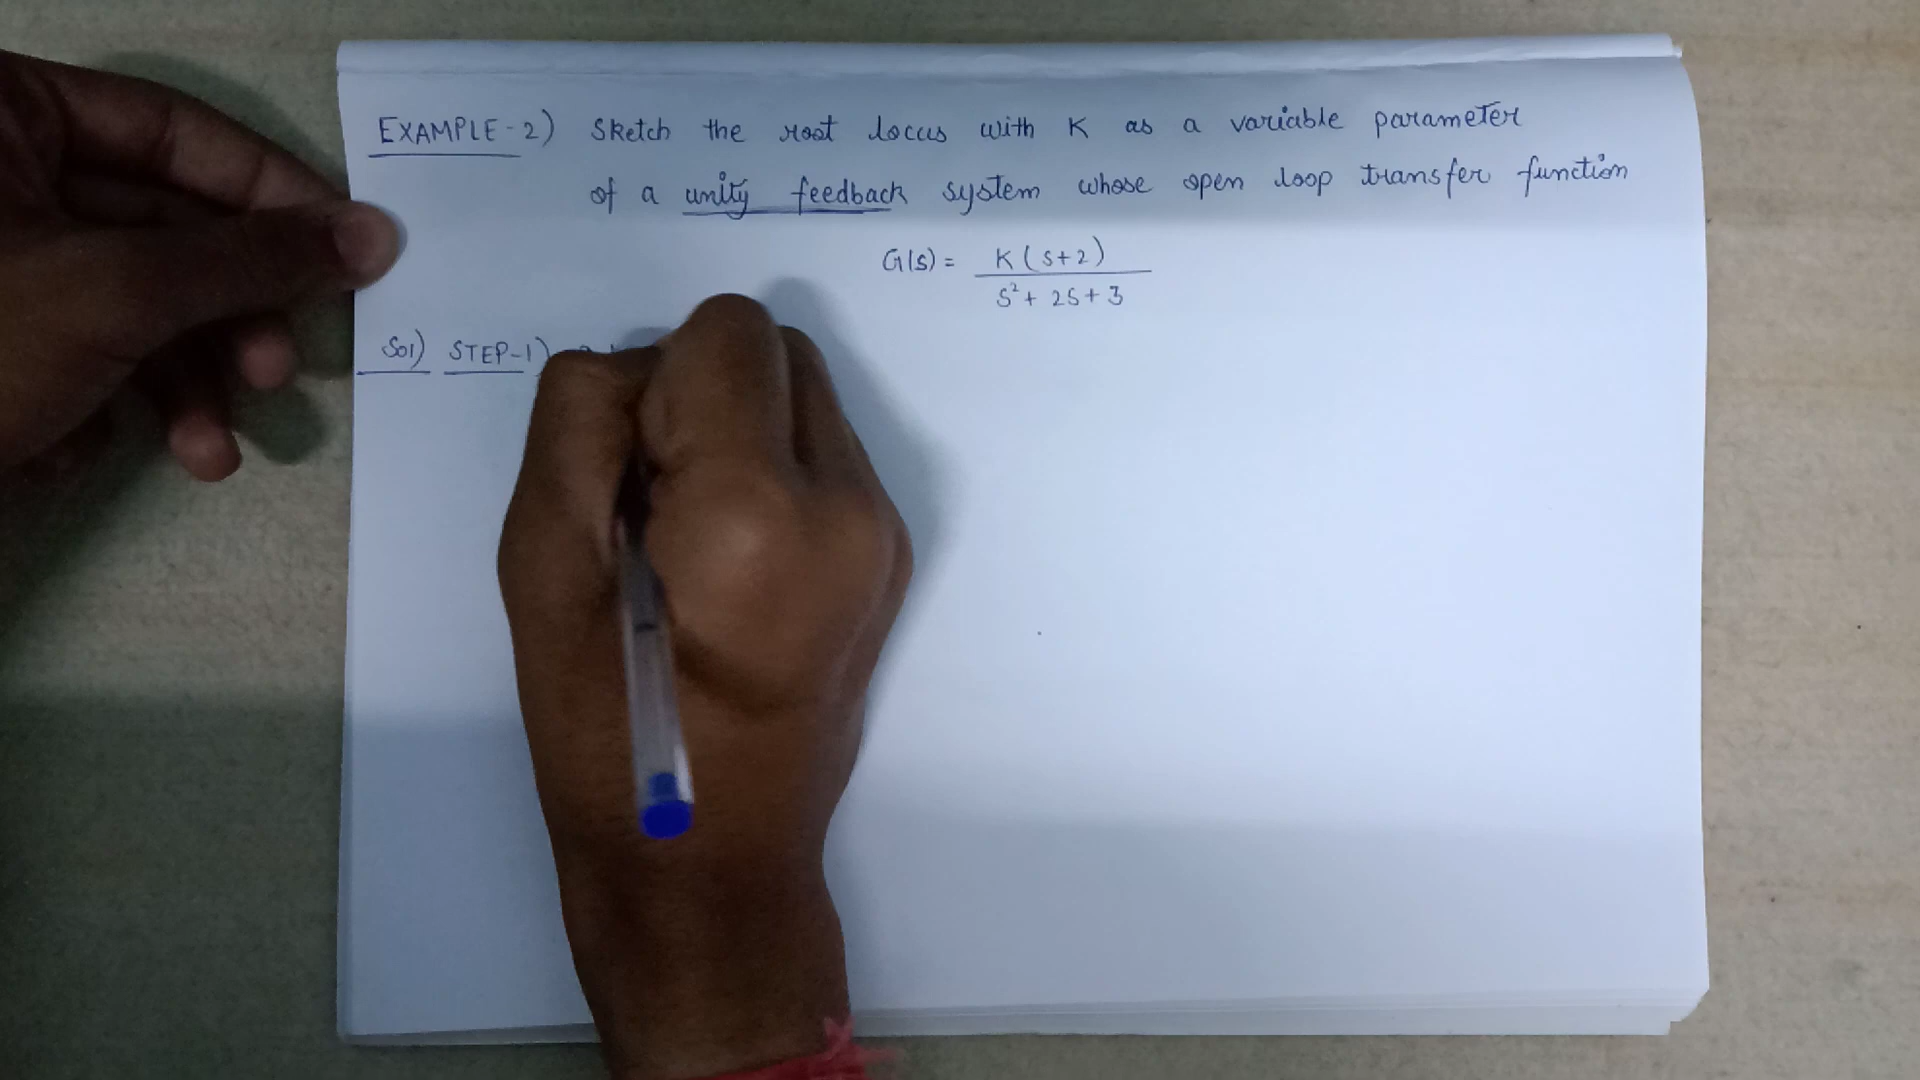 EXAMPLE-2) Sketch the root locus with K as a variable parameter
of a unity feedback system whose open loop transfer function
G(s) = K(s+2)
s²+ 2s+3
Sol) STEP-1)